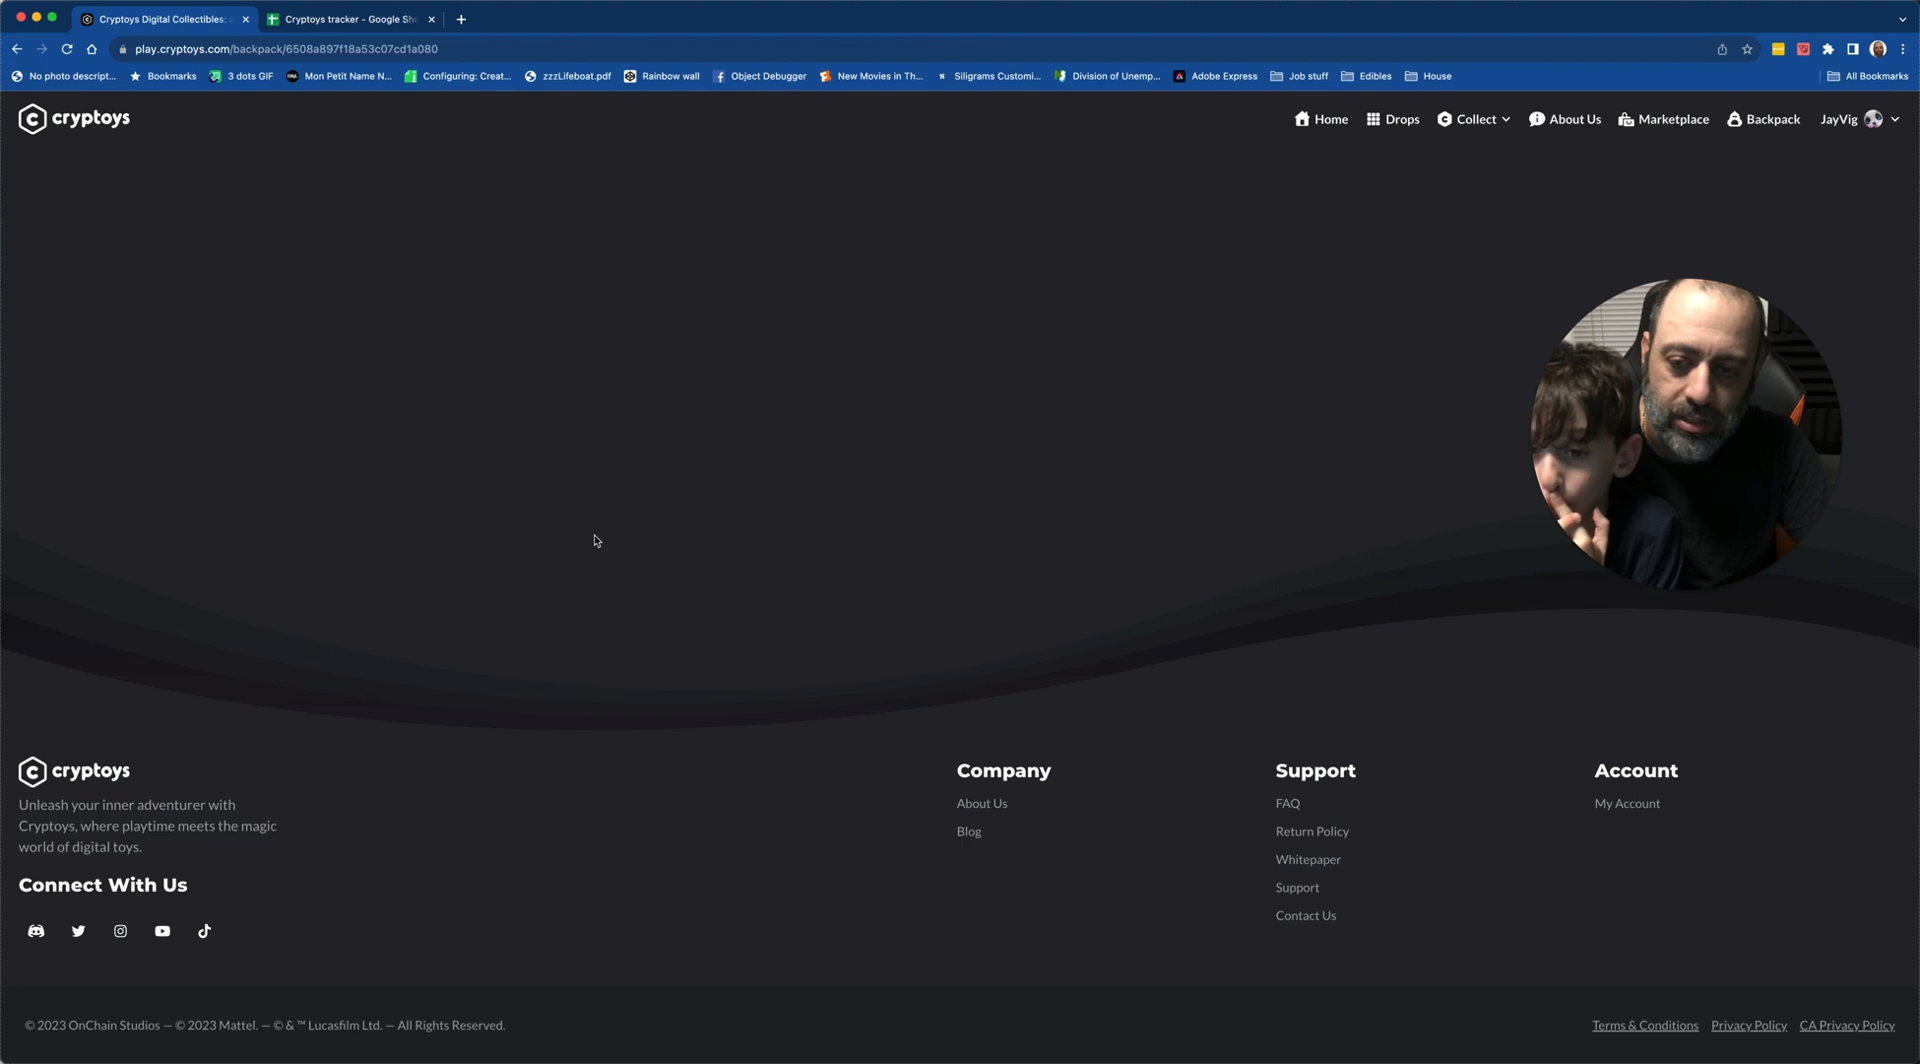 Cryptoys Digital Collectibles:
Cryptoys tracker - Google She
play.cryptoys.com/backpack/6508a897f18a53c07cd1a080
No photo descript...
Bookmarks
3 dots GIF
Mon Petit Name N...
Configuring: Creat...
zzzLifeboat.pdf
Rainbow wall
Object Debugger
New Movies in Th...
Siligrams Customi...
Division of Unemp...
Adobe Express
Job stuff
Edibles
House
All Bookmarks
cryptoys
Home
Drops
Collect
About Us
Marketplace
Backpack
JayVig
cryptoys
Unleash your inner adventurer with
Cryptoys, where playtime meets the magic
world of digital toys.
Connect With Us
Company
About Us
Blog
Support
FAQ
Return Policy
Whitepaper
Support
Contact Us
Account
My Account
© 2023 OnChain Studios — © 2023 Mattel. — © & ™ Lucasfilm Ltd. — All Rights Reserved.
Terms & Conditions
Privacy Policy
CA Privacy Policy